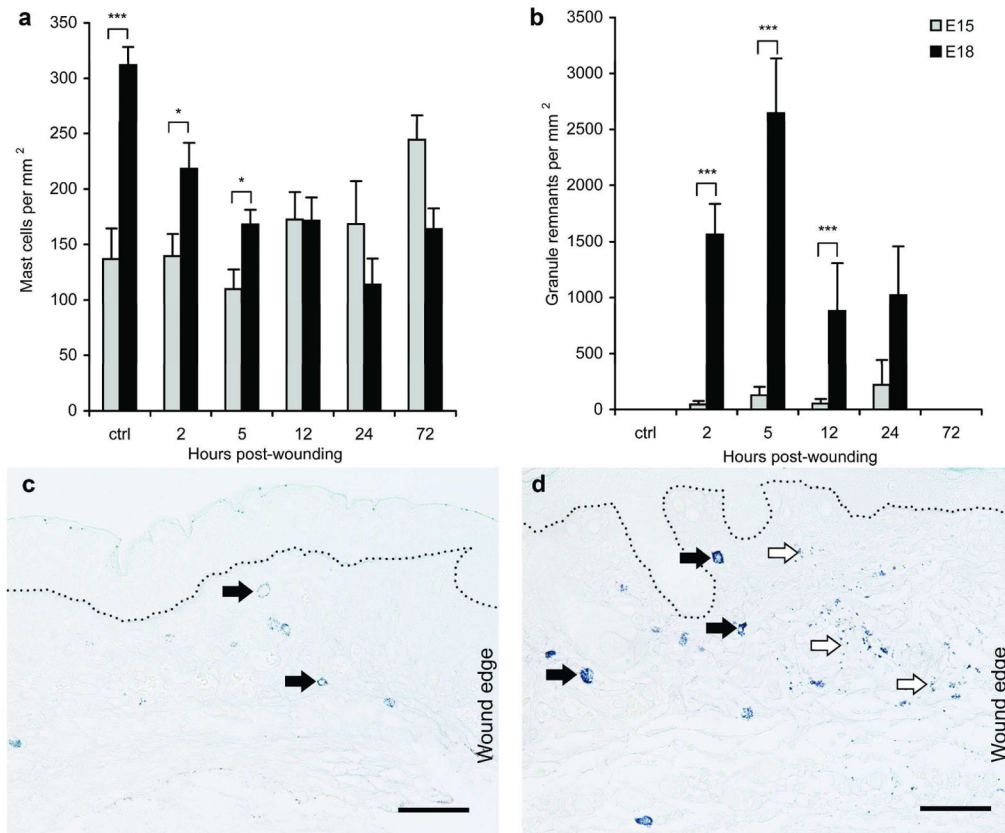 a
***
350
300
250
200
150
100
50
0
*
*
Mast cells per mm 2
ctrl 2 5 12 24 72
Hours post-wounding
b
E15
E18
3500
3000
2500
2000
1500
1000
500
0
***
***
***
Granule remnants per mm 2
ctrl 2 5 12 24 72
Hours post-wounding
c
Wound edge
d
Wound edge